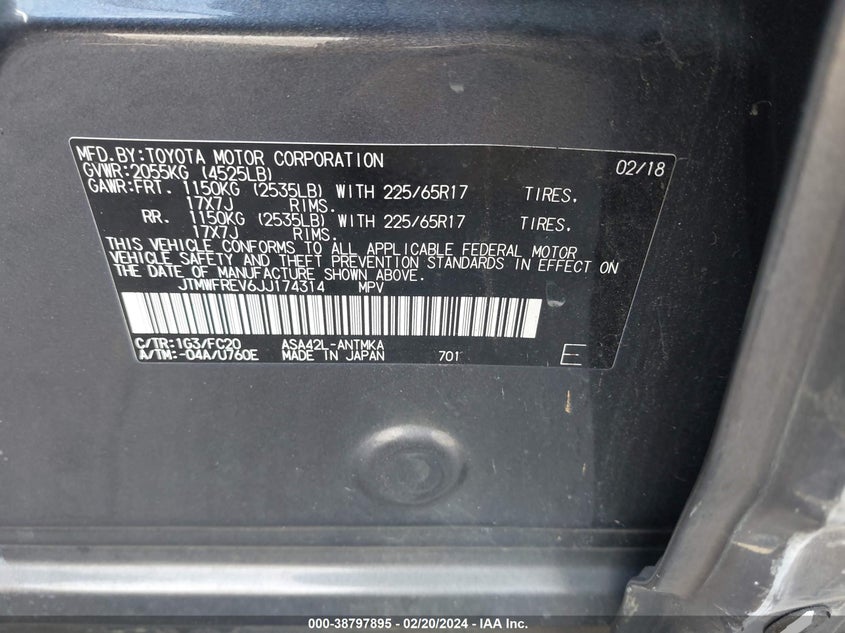 MFD.BY:TOYOTA MOTOR CORPORATION 02/18
GVWR:2055KG (4525LB)
GAWR:FRT. 1150KG (2535LB) WITH 225/65R17 TIRES,
17X7J RIMS.
RR. 1150KG (2535LB) WITH 225/65R17 TIRES,
17X7J RIMS.
THIS VEHICLE CONFORMS TO ALL APPLICABLE FEDERAL MOTOR
VEHICLE SAFETY AND THEFT PREVENTION STANDARDS IN EFFECT ON
THE DATE OF MANUFACTURE SHOWN ABOVE.
JTMWFREV6JJ174314 MPV
C/TR:1G3/FC20 ASA42L-ANTMKA
A/TM:-04A/U760E MADE IN JAPAN 701 E
000-38797895 - 02/20/2024 - IAA Inc.